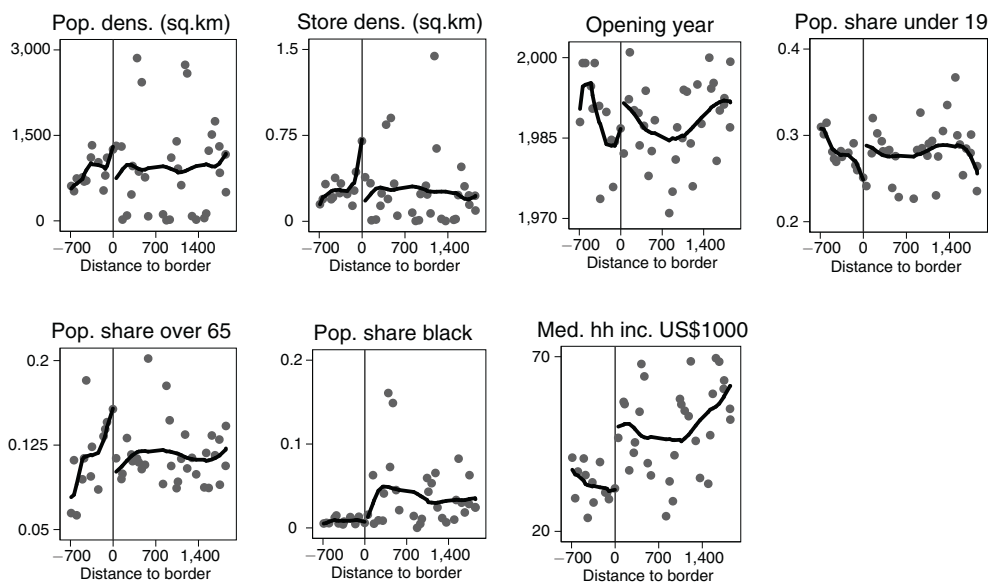 Pop. dens. (sq.km)
3,000
1,500
0
−700 0 700 1,400
Distance to border
Store dens. (sq.km)
1.5
0.75
0
−700 0 700 1,400
Distance to border
Opening year
2,000
1,985
1,970
−700 0 700 1,400
Distance to border
Pop. share under 19
0.4
0.3
0.2
−700 0 700 1,400
Distance to border
Pop. share over 65
0.2
0.125
0.05
−700 0 700 1,400
Distance to border
Pop. share black
0.2
0.1
0
−700 0 700 1,400
Distance to border
Med. hh inc. US$1000
70
20
−700 0 700 1,400
Distance to border